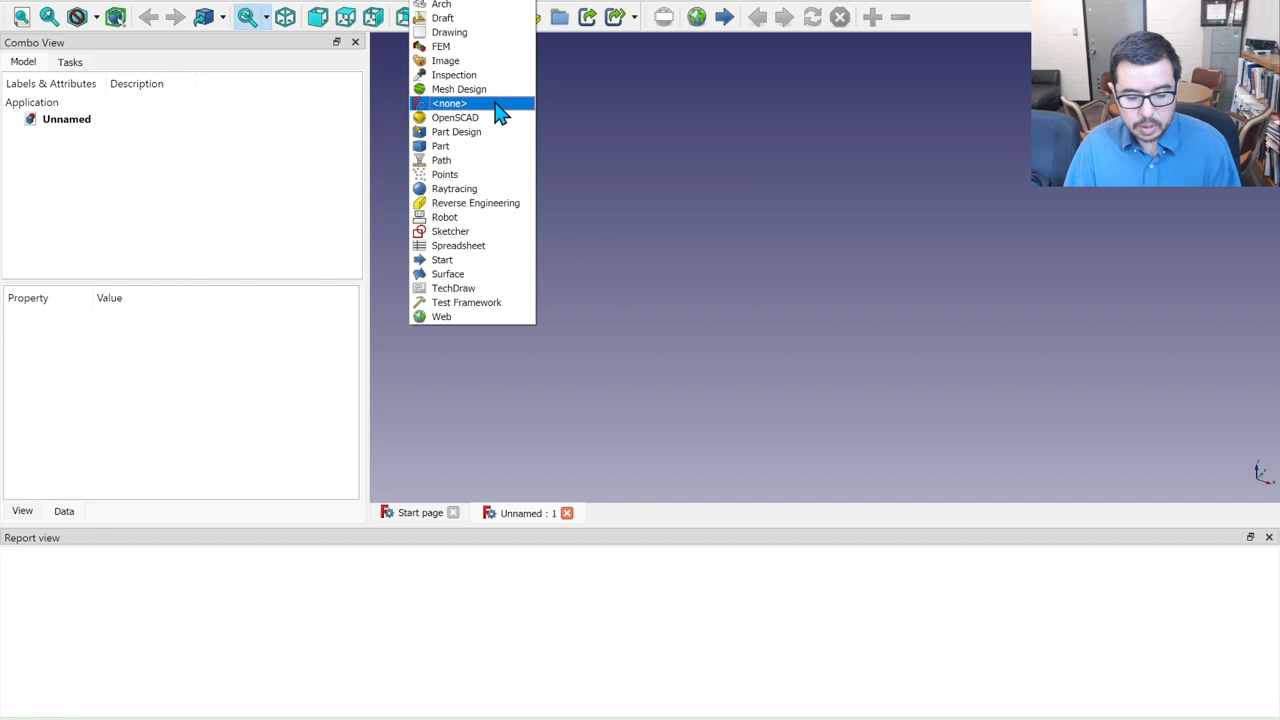 Arch
Draft
Drawing
FEM
Image
Inspection
Mesh Design
<none>
OpenSCAD
Part Design
Part
Path
Points
Raytracing
Reverse Engineering
Robot
Sketcher
Spreadsheet
Start
Surface
TechDraw
Test Framework
Web
Combo View
Model Tasks
Labels & Attributes Description
Application
Unnamed
Property Value
View Data
Start page Unnamed : 1
Report view